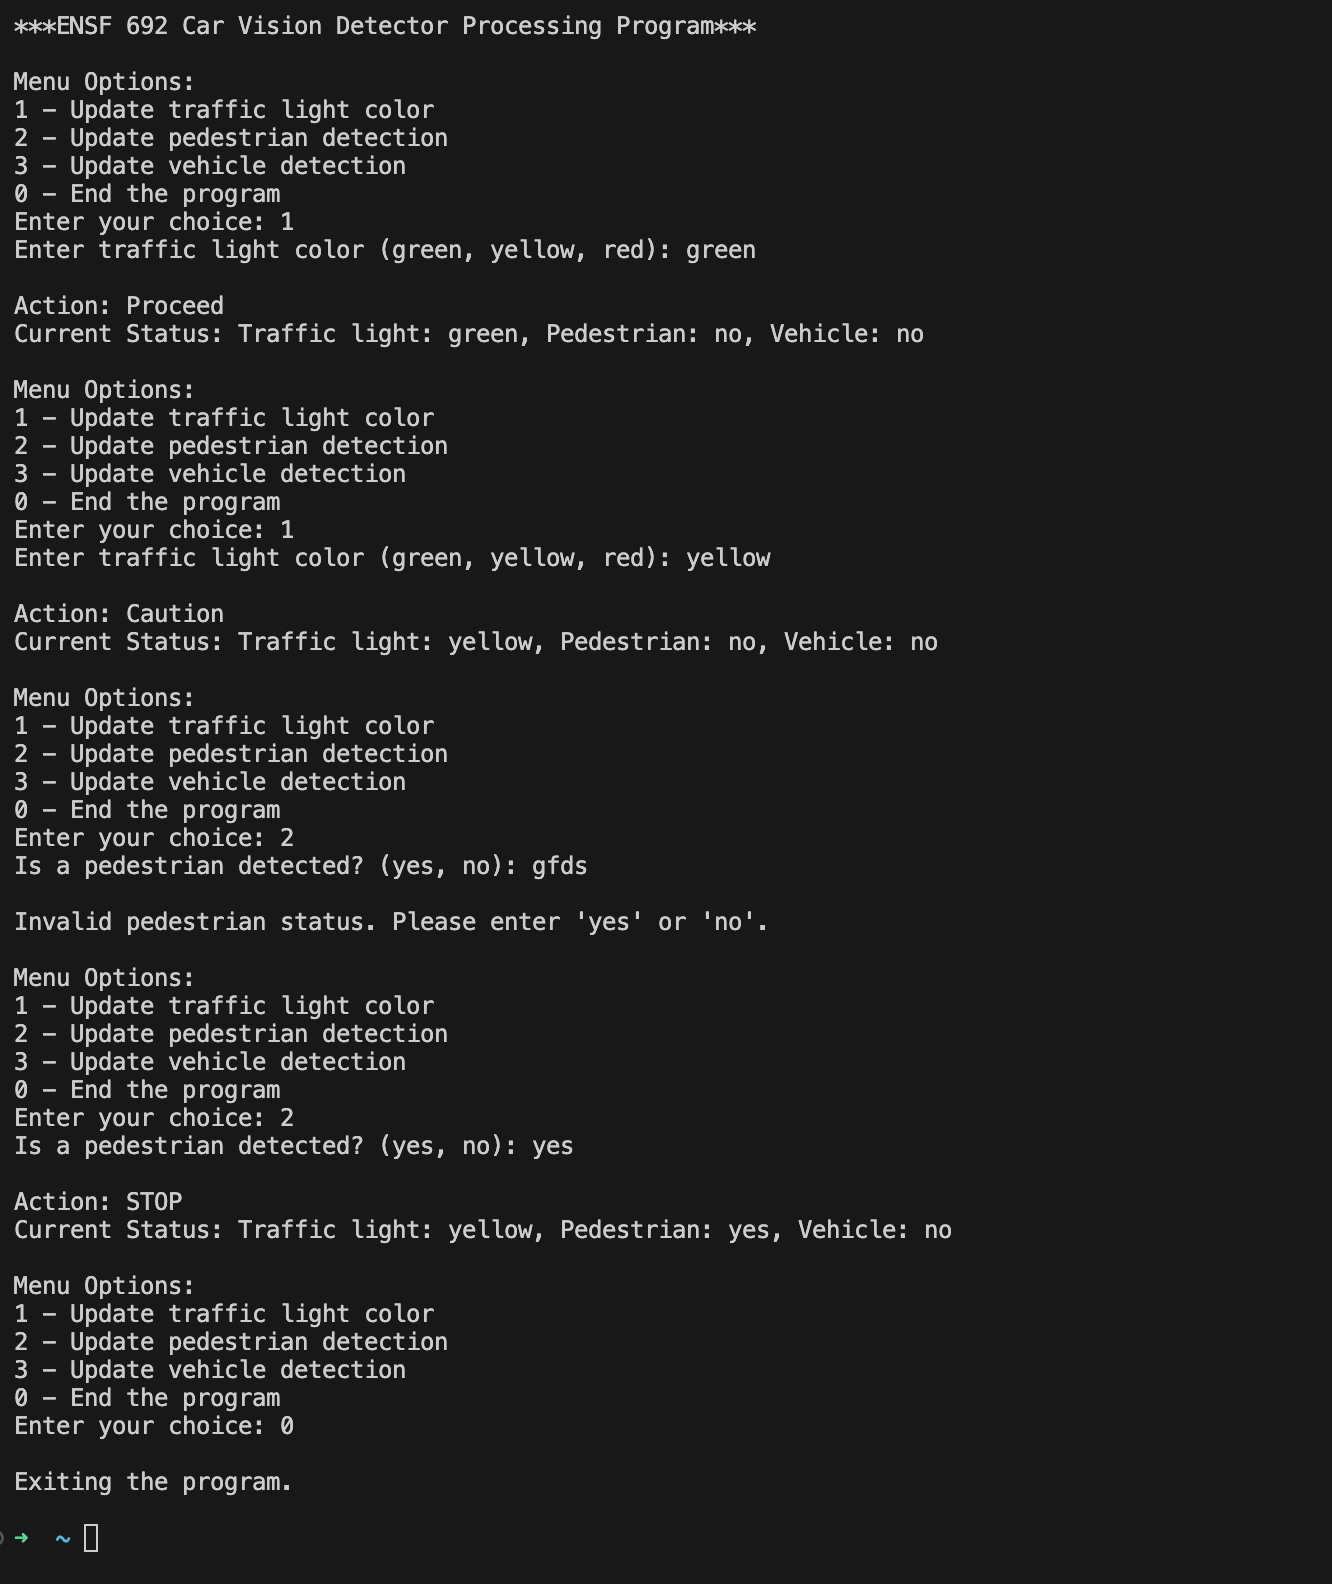 ***ENSF 692 Car Vision Detector Processing Program***
Menu Options:
1 – Update traffic light color
2 – Update pedestrian detection
3 – Update vehicle detection
0 – End the program
Enter your choice: 1
Enter traffic light color (green, yellow, red): green
Action: Proceed
Current Status: Traffic light: green, Pedestrian: no, Vehicle: no
Menu Options:
1 – Update traffic light color
2 – Update pedestrian detection
3 – Update vehicle detection
0 – End the program
Enter your choice: 1
Enter traffic light color (green, yellow, red): yellow
Action: Caution
Current Status: Traffic light: yellow, Pedestrian: no, Vehicle: no
Menu Options:
1 – Update traffic light color
2 – Update pedestrian detection
3 – Update vehicle detection
0 – End the program
Enter your choice: 2
Is a pedestrian detected? (yes, no): gfds
Invalid pedestrian status. Please enter 'yes' or 'no'.
Menu Options:
1 – Update traffic light color
2 – Update pedestrian detection
3 – Update vehicle detection
0 – End the program
Enter your choice: 2
Is a pedestrian detected? (yes, no): yes
Action: STOP
Current Status: Traffic light: yellow, Pedestrian: yes, Vehicle: no
Menu Options:
1 – Update traffic light color
2 – Update pedestrian detection
3 – Update vehicle detection
0 – End the program
Enter your choice: 0
Exiting the program.
➜ ~